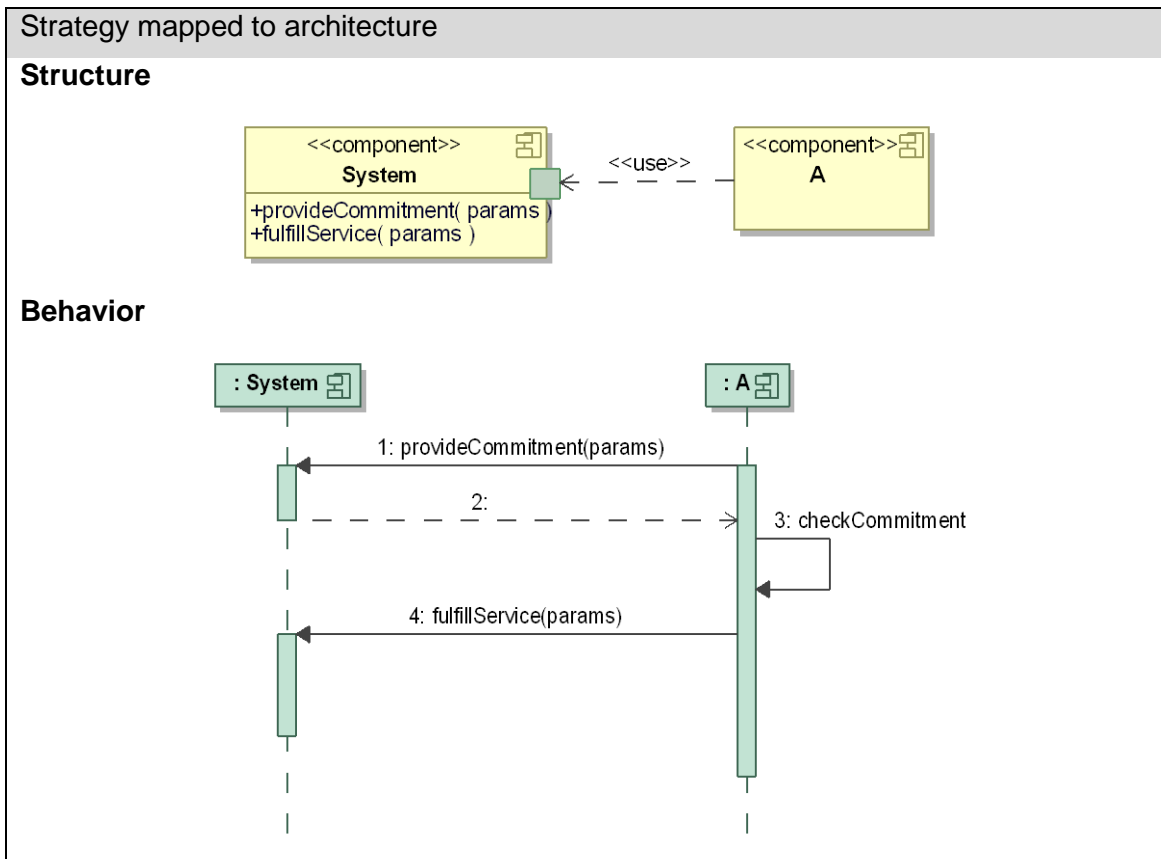 Strategy mapped to architecture
Structure
<<component>>
System
+provideCommitment( params )
+fulfillService( params )
<<use>>
<<component>>
A
Behavior
: System
: A
1: provideCommitment(params)
2:
3: checkCommitment
4: fulfillService(params)